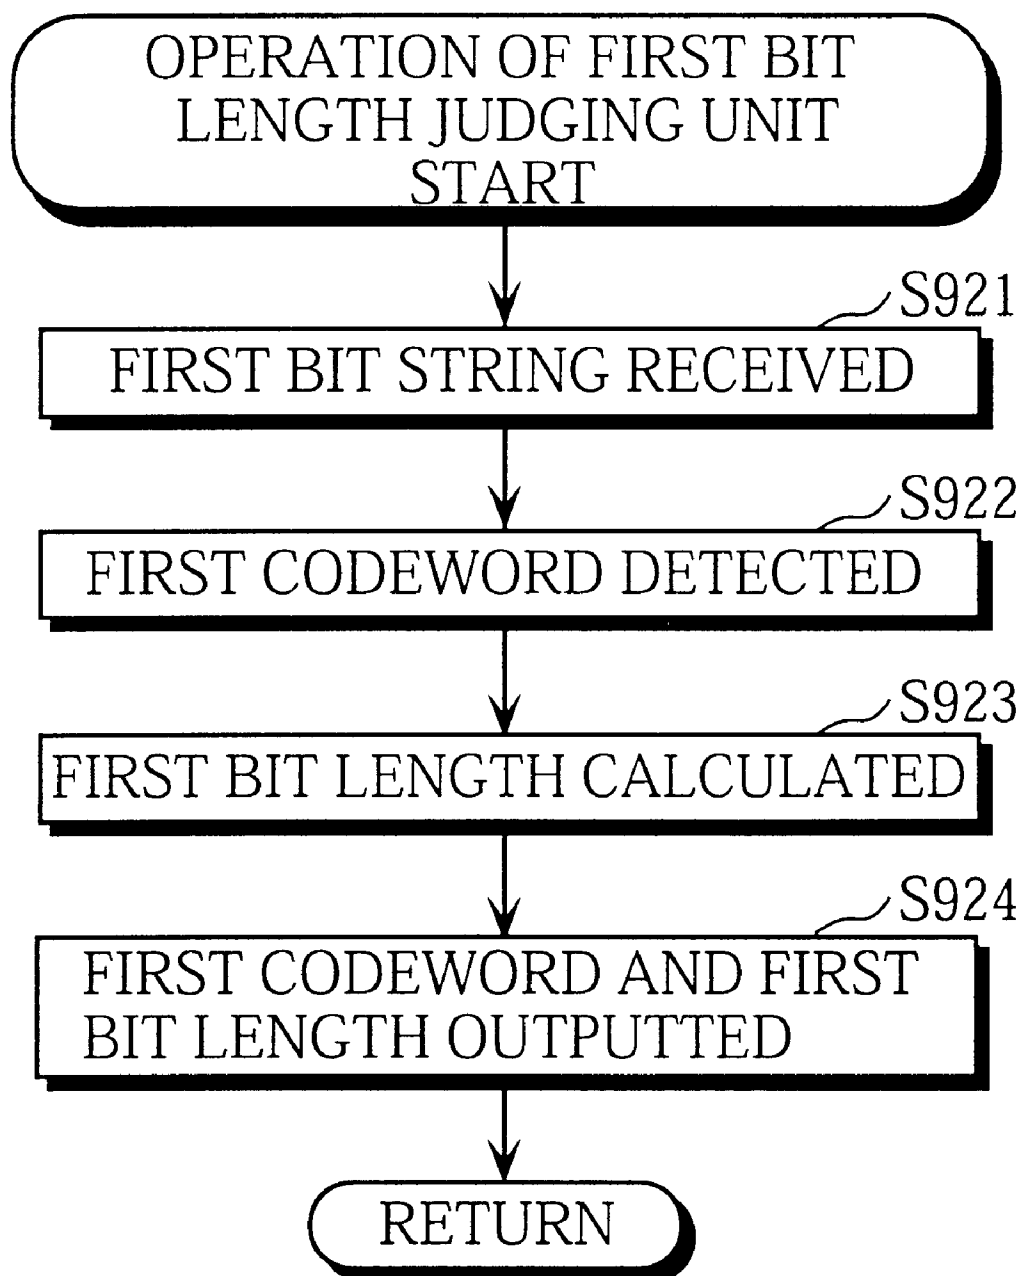 OPERATION OF FIRST BIT
LENGTH JUDGING UNIT
START
S921
FIRST BIT STRING RECEIVED
S922
FIRST CODEWORD DETECTED
S923
FIRST BIT LENGTH CALCULATED
S924
FIRST CODEWORD AND FIRST
BIT LENGTH OUTPUTTED
RETURN